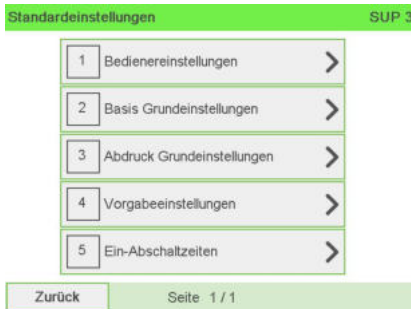 Standardeinstellungen SUP 3
1 Bedienereinstellungen
2 Basis Grundeinstellungen
3 Abdruck Grundeinstellungen
4 Vorgabeeinstellungen
5 Ein-Abschaltzeiten
Zurück Seite 1 / 1